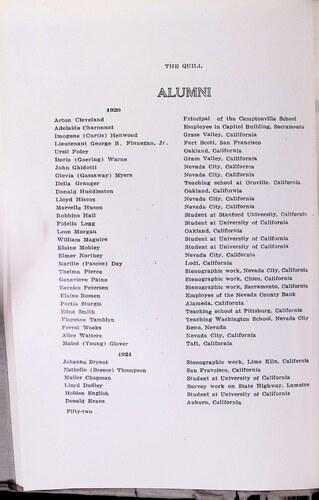 THE QUILL
ALUMNI
1920
Acton Cleveland Principal of the Camptonville School
Adelaida Charonnat Employee in Capitol Building, Sacramento
Imogene (Curtis) Henwood Grass Valley, California
Lieutenant George B. Finnegan, Jr. Fort Scott, San Francisco
Ursil Foley Oakland, California
Doris (Goering) Warne Grass Valley, California
John Ghidotti Nevada City, California
Glevia (Gassaway) Myers Nevada City, California
Della Granger Teaching school at Oroville, California
Donald Huddleston Oakland, California
Lloyd Hiscox Nevada City, California
Marcella Huson Nevada City, California
Robbins Hall Student at Stanford University, California
Fidella Legg Student at University of California
Leon Morgan Oakland, California
William Maguire Student at University of California
Elaine Mobley Student at University of California
Elmer Northey Nevada City, California
Narille (Pascoe) Day Lodi, California
Thelma Pierce Stenographic work, Nevada City, California
Genevieve Paine Stenographic work, Chico, California
Bernice Petersen Stenographic work, Sacramento, California
Elaine Rossen Employee of the Nevada County Bank
Portia Sturgis Alameda, California
Edna Smith Teaching school at Pittsburg, California
Florence Tamblyn Teaching Washington School, Nevada City
Ferrol Weeks Reno, Nevada
Alice Watters Nevada City, California
Mabel (Young) Glover Taft, California
1921
Johanna Bryant Stenographic work, Lime Kiln, California
Nathelle (Breese) Thompson San Francisco, California
Muller Chapman Student at University of California
Lloyd Dudley Survey work on State Highway, Lamoine
Holden English Student at University of California
Donald Evans Auburn, California
Fifty-two